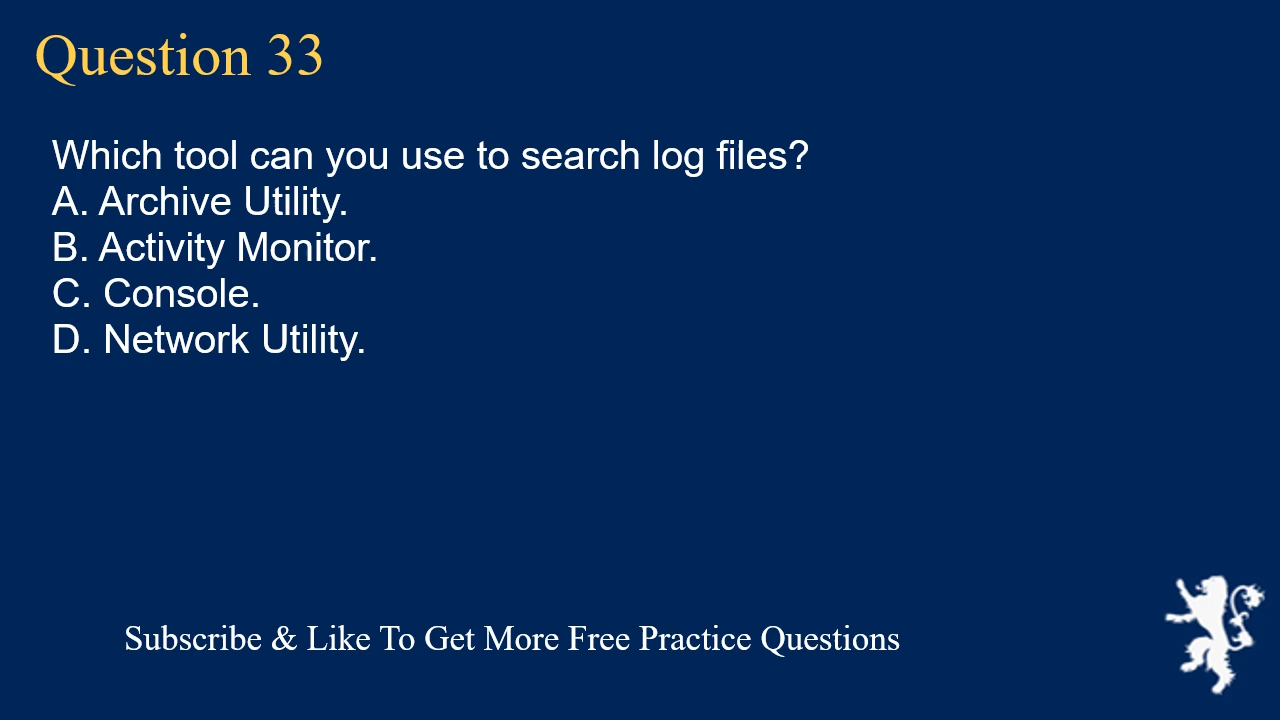 Question 33
Which tool can you use to search log files?
A. Archive Utility.
B. Activity Monitor.
C. Console.
D. Network Utility.
Subscribe & Like To Get More Free Practice Questions